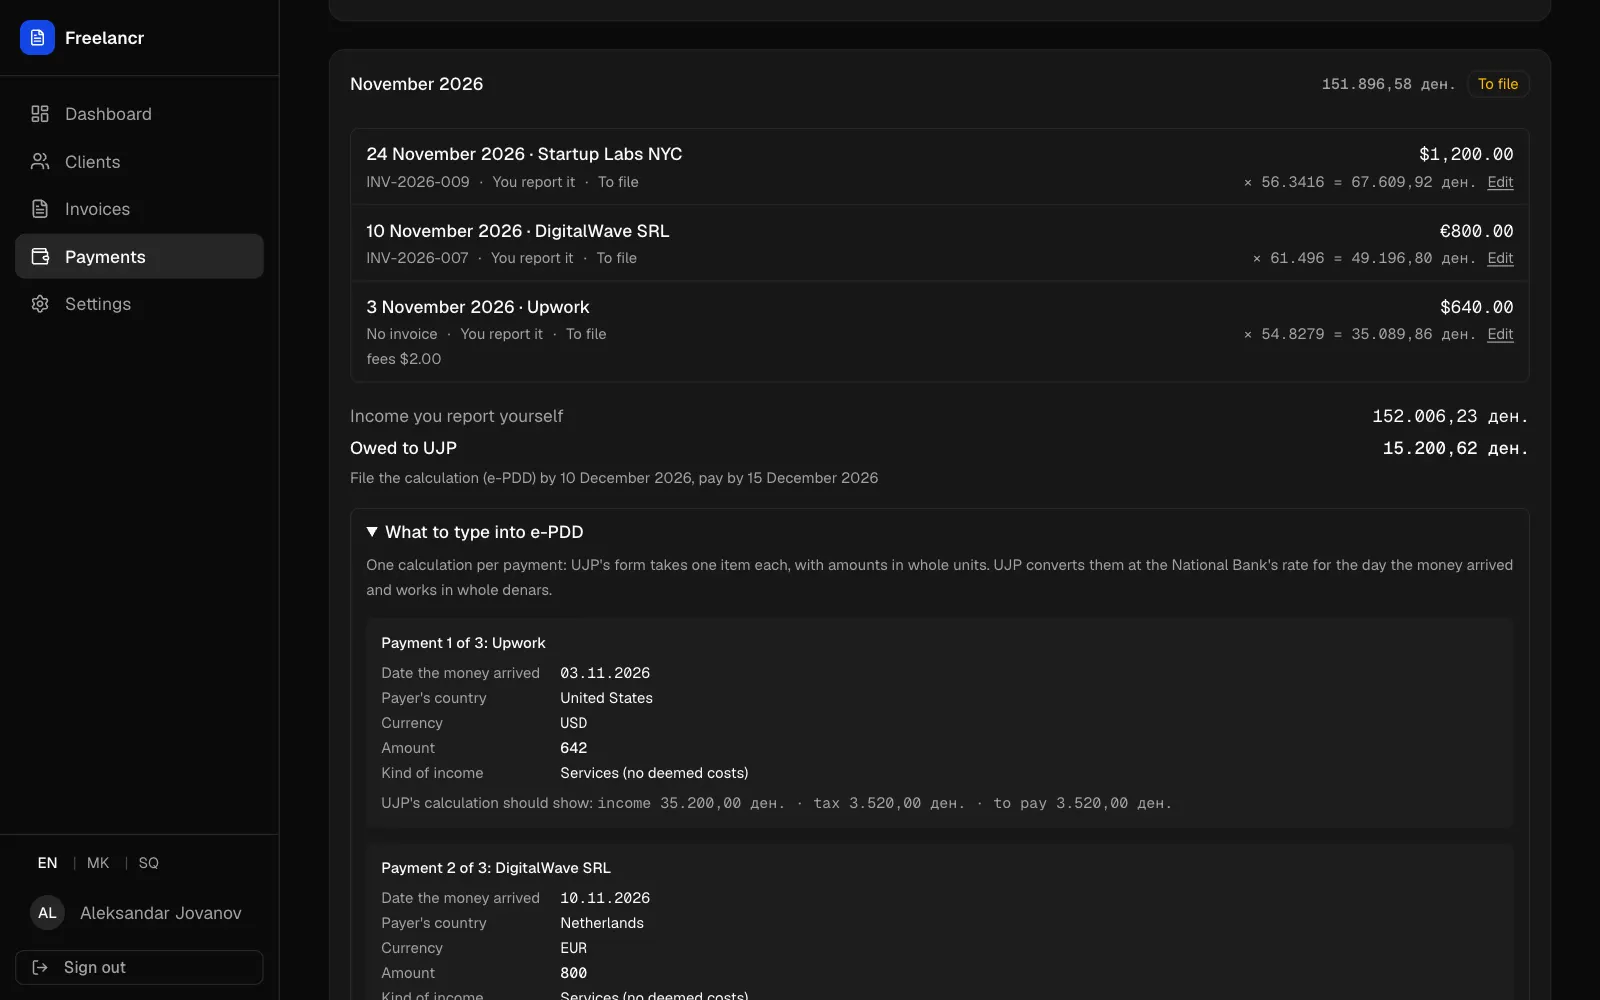 Freelancr
Dashboard
Clients
Invoices
Payments
Settings
EN | MK | SQ
AL Aleksandar Jovanov
Sign out
November 2026 151.896,58 ден. To file
24 November 2026 · Startup Labs NYC $1,200.00
INV-2026-009 · You report it · To file × 56.3416 = 67.609,92 ден. Edit
10 November 2026 · DigitalWave SRL €800.00
INV-2026-007 · You report it · To file × 61.496 = 49.196,80 ден. Edit
3 November 2026 · Upwork $640.00
No invoice · You report it · To file × 54.8279 = 35.089,86 ден. Edit
fees $2.00
Income you report yourself 152.006,23 ден.
Owed to UJP 15.200,62 ден.
File the calculation (e-PDD) by 10 December 2026, pay by 15 December 2026
▼ What to type into e-PDD
One calculation per payment: UJP's form takes one item each, with amounts in whole units. UJP converts them at the National Bank's rate for the day the money arrived
and works in whole denars.
Payment 1 of 3: Upwork
Date the money arrived 03.11.2026
Payer's country United States
Currency USD
Amount 642
Kind of income Services (no deemed costs)
UJP's calculation should show: income 35.200,00 ден. · tax 3.520,00 ден. · to pay 3.520,00 ден.
Payment 2 of 3: DigitalWave SRL
Date the money arrived 10.11.2026
Payer's country Netherlands
Currency EUR
Amount 800
Kind of income Services (no deemed costs)